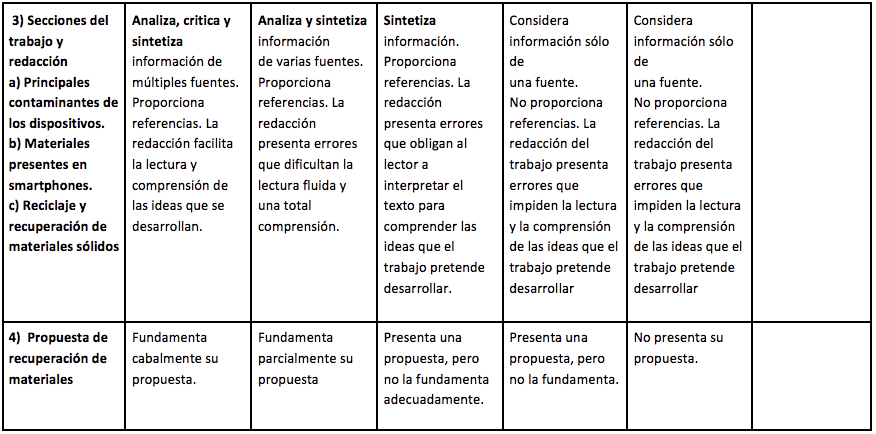 3) Secciones del
trabajo y
redacción
a) Principales
contaminantes de
los dispositivos.
b) Materiales
presentes en
smartphones.
c) Reciclaje y
recuperación de
materiales sólidos
Analiza, critica y
sintetiza
información de
múltiples fuentes.
Proporciona
referencias. La
redacción facilita
la lectura y
comprensión de
las ideas que se
desarrollan.
Analiza y sintetiza
información
de varias fuentes.
Proporciona
referencias. La
redacción
presenta errores
que dificultan la
lectura fluida y
una total
comprensión.
Sintetiza
información.
Proporciona
referencias. La
redacción
presenta errores
que obligan al
lector a
interpretar el
texto para
comprender las
ideas que el
trabajo pretende
desarrollar.
Considera
información sólo
de
una fuente.
No proporciona
referencias. La
redacción del
trabajo presenta
errores que
impiden la lectura
y la comprensión
de las ideas que el
trabajo pretende
desarrollar
Considera
información sólo
de
una fuente.
No proporciona
referencias. La
redacción del
trabajo presenta
errores que
impiden la lectura
y la comprensión
de las ideas que el
trabajo pretende
desarrollar
4) Propuesta de
recuperación de
materiales
Fundamenta
cabalmente su
propuesta.
Fundamenta
parcialmente su
propuesta
Presenta una
propuesta, pero
no la fundamenta
adecuadamente.
Presenta una
propuesta, pero
no la fundamenta.
No presenta su
propuesta.